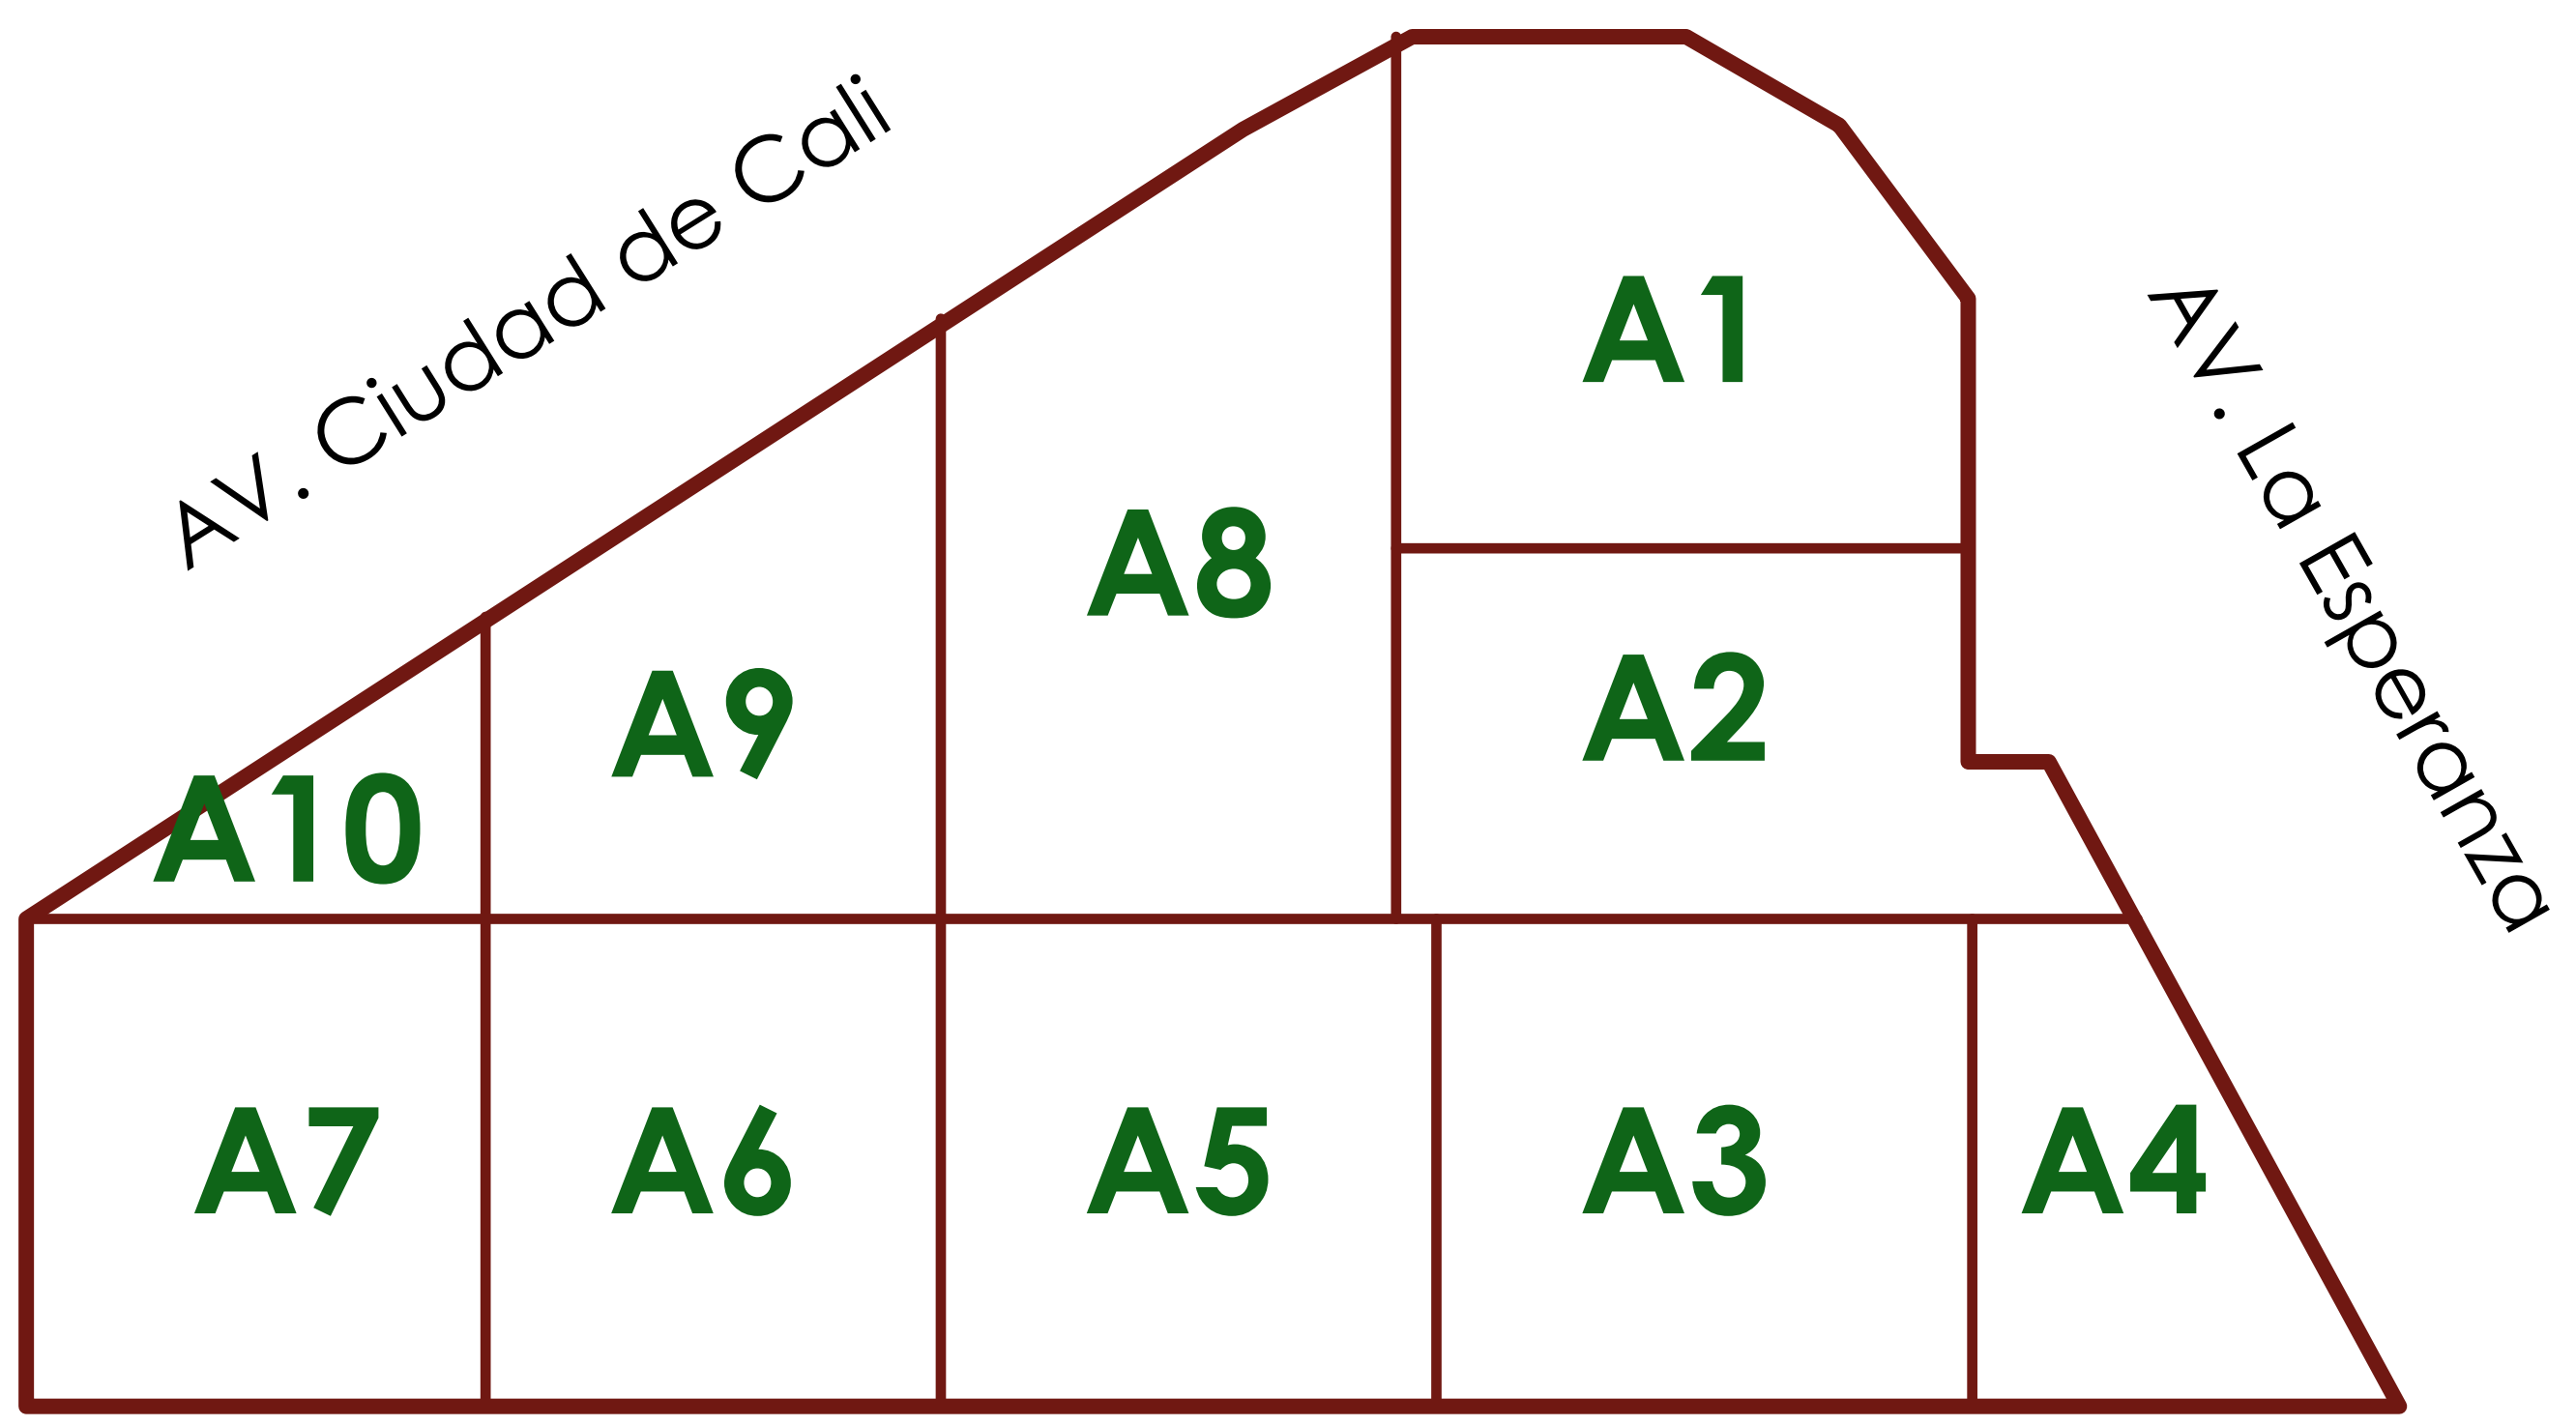 AV. Ciudad de Cali
AV. La Esperanza
A1
A8
A2
A9
A10
A7
A6
A5
A3
A4